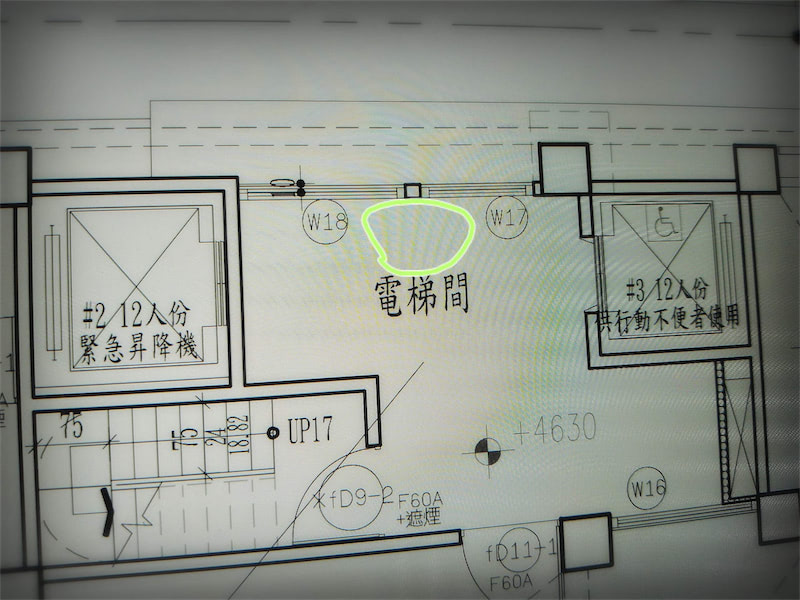 W18
W17
電梯間
#2 12人份
緊急昇降機
#3 12人份
供行動不便者使用
75
75
24
18.82
UP17
+4630
fD9-2
F60A
+遮煙
W16
fD11-1
F60A